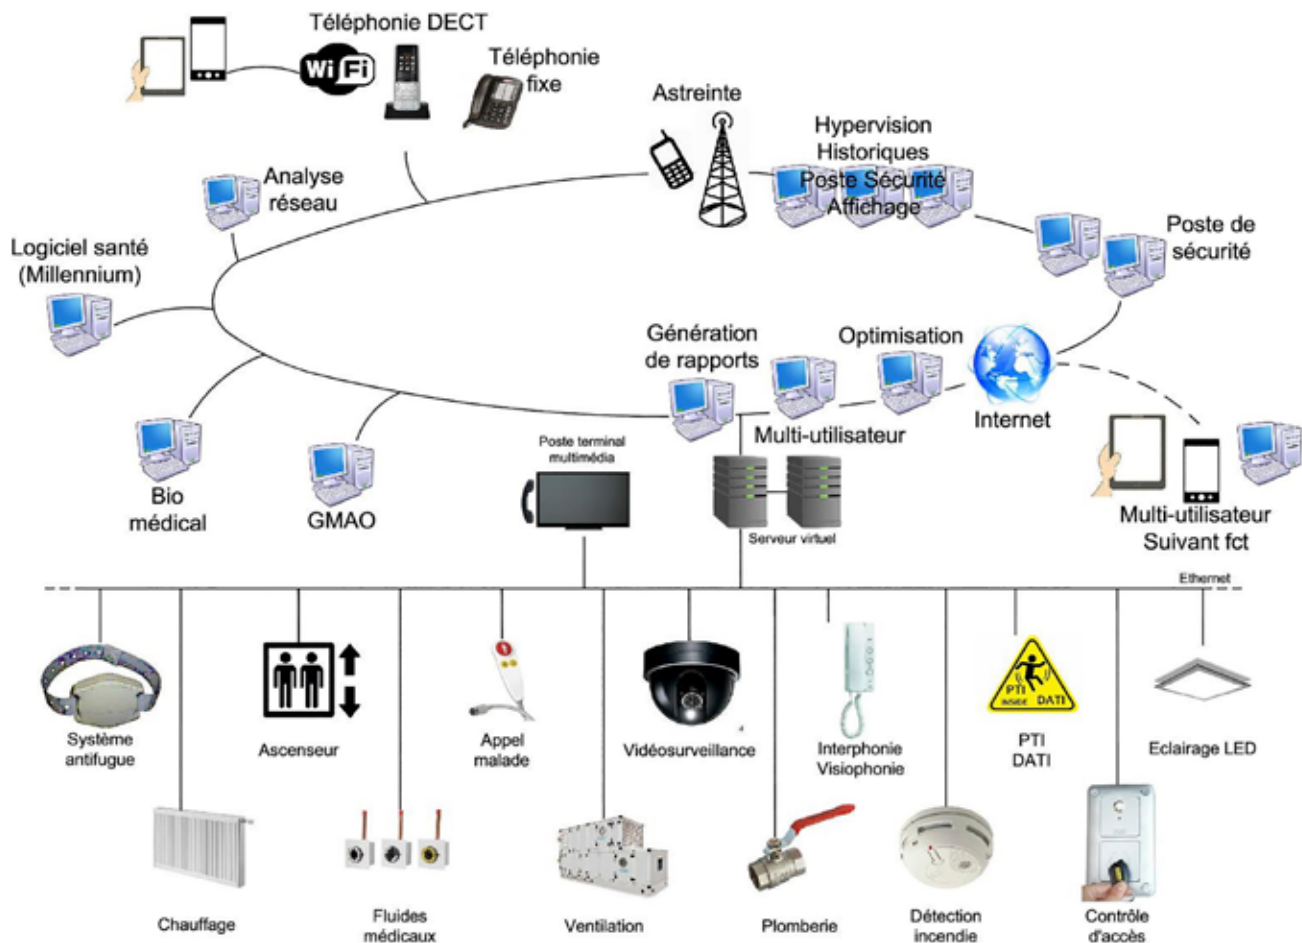 Téléphonie DECT
WiFi
Téléphonie
fixe
Astreinte
Hypervision
Historiques
Poste Sécurité
Affichage
Analyse
réseau
Poste de
sécurité
Logiciel santé
(Millennium)
Génération
de rapports
Optimisation
Internet
Multi-utilisateur
Poste terminal
multimédia
Bio
médical
GMAO
Serveur virtuel
Multi-utilisateur
Suivant fct
Ethernet
PTI
INSIDE DATI
Système
antifugue
Ascenseur
Appel
malade
Vidéosurveillance
Interphonie
Visiophonie
PTI
DATI
Eclairage LED
Chauffage
Fluides
médicaux
Ventilation
Plomberie
Détection
incendie
Contrôle
d'accès